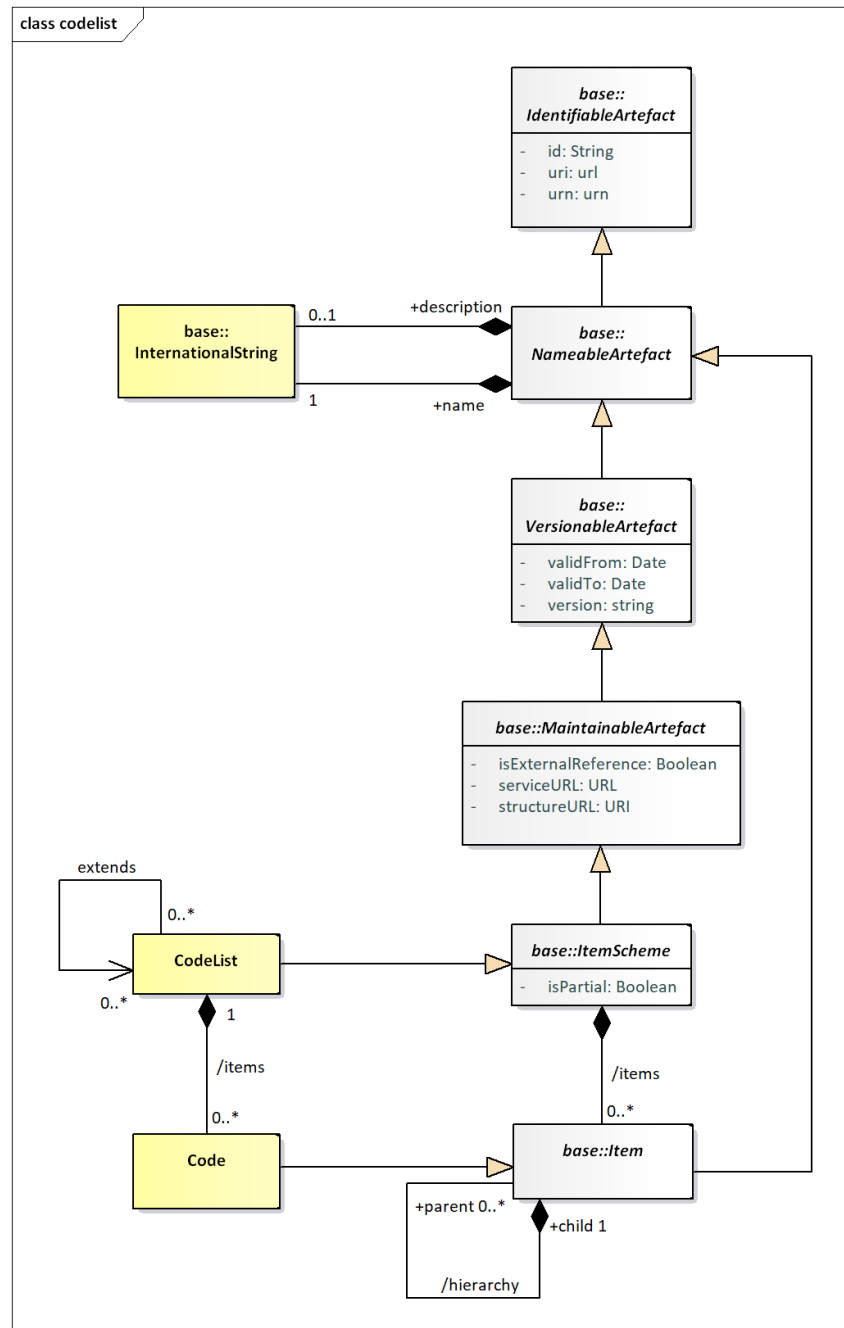 class codelist
base::
IdentifiableArtefact
- id: String
- uri: url
- urn: urn
base::
InternationalString
0..1
+description
1
+name
base::
NameableArtefact
base::
VersionableArtefact
- validFrom: Date
- validTo: Date
- version: string
base::MaintainableArtefact
- isExternalReference: Boolean
- serviceURL: URL
- structureURL: URI
extends
0..*
CodeList
0..*
1
base::ItemScheme
- isPartial: Boolean
/items
0..*
/items
0..*
Code
base::Item
+parent 0..*
+child 1
/hierarchy